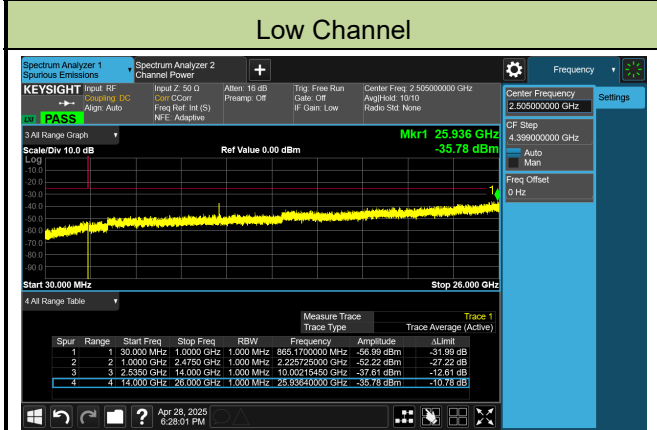 Low Channel
Spectrum Analyzer 1
Spurious Emissions
Spectrum Analyzer 2
Channel Power
Frequency
KEYSIGHT
Input: RF
Coupling: DC
Align: Auto
Input Z: 50 Ω
Corr CCorr
Freq Ref: Int (S)
NFE: Adaptive
Atten: 16 dB
Preamp: Off
Trig: Free Run
Gate: Off
IF Gain: Low
Center Freq: 2.505000000 GHz
Avg|Hold: 10/10
Radio Std: None
PASS
Center Frequency
2.505000000 GHz
Settings
CF Step
4.399000000 GHz
Auto
Man
Freq Offset
0 Hz
3 All Range Graph
Mkr1 25.936 GHz
Scale/Div 10.0 dB Ref Value 0.00 dBm -35.78 dBm
Log
-10.0
-20.0
-30.0
-40.0
-50.0
-60.0
-70.0
-80.0
-90.0
1
Start 30.000 MHz Stop 26.000 GHz
4 All Range Table
Measure Trace Trace 1
Trace Type Trace Average (Active)
Spur Range Start Freq Stop Freq RBW Frequency Amplitude ΔLimit
1 1 30.000 MHz 1.0000 GHz 1.000 MHz 865.1700000 MHz -56.99 dBm -31.99 dB
2 2 1.0000 GHz 2.4750 GHz 1.000 MHz 2.225725000 GHz -52.22 dBm -27.22 dB
3 3 2.5350 GHz 14.000 GHz 1.000 MHz 10.00215450 GHz -37.61 dBm -12.61 dB
4 4 14.000 GHz 26.000 GHz 1.000 MHz 25.93640000 GHz -35.78 dBm -10.78 dB
Apr 28, 2025
6:28:01 PM